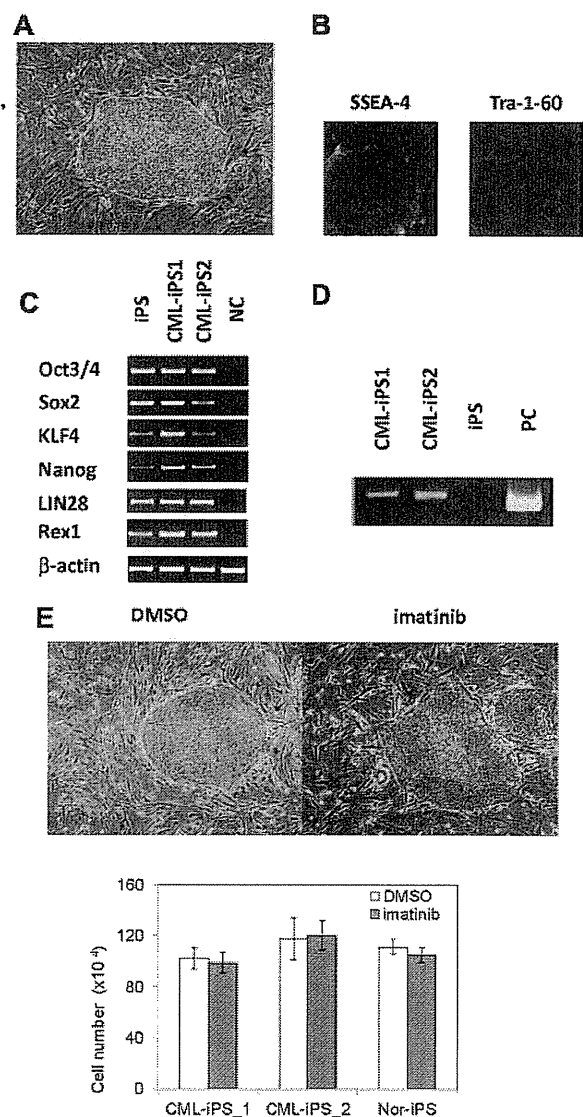 A
B
SSEA-4 Tra-1-60
C
iPS CML-iPS1 CML-iPS2 NC
Oct3/4
Sox2
KLF4
Nanog
LIN28
Rex1
β-actin
D
CML-iPS1 CML-iPS2 iPS PC
E
DMSO imatinib
Cell number (x10 4)
160
120
80
40
0
DMSO
imatinib
CML-iPS_1 CML-iPS_2 Nor-iPS